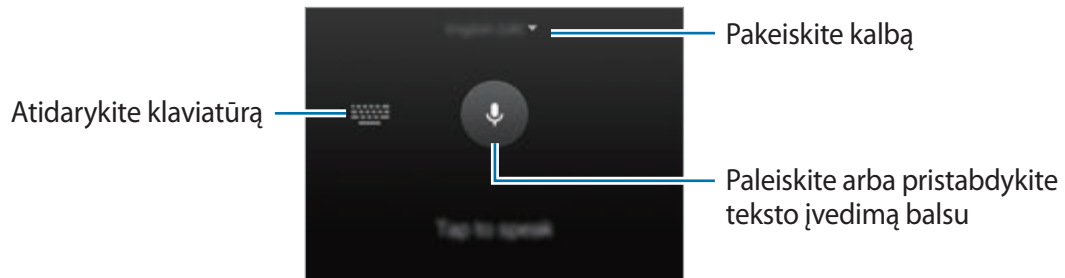 Pakeiskite kalbą
Atidarykite klaviatūrą
Paleiskite arba pristabdykite
teksto įvedimą balsu
Tap to speak